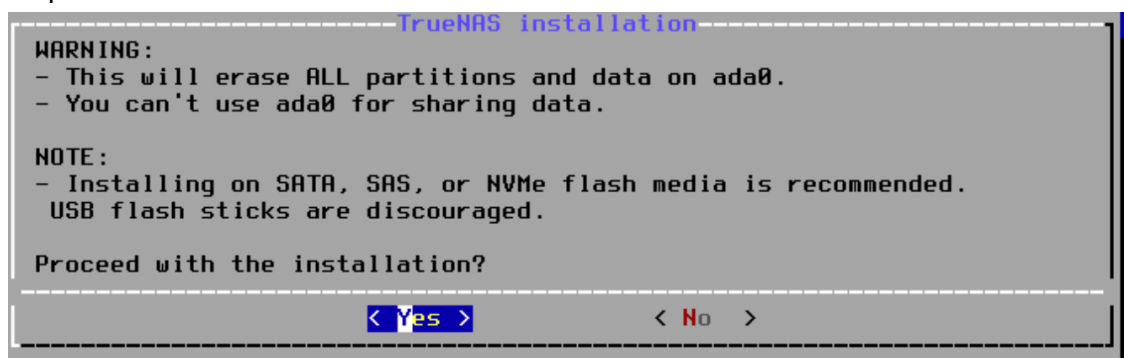 TrueNAS installation
WARNING:
- This will erase ALL partitions and data on ada0.
- You can't use ada0 for sharing data.
NOTE:
- Installing on SATA, SAS, or NVMe flash media is recommended.
USB flash sticks are discouraged.
Proceed with the installation?
< Yes > < No >